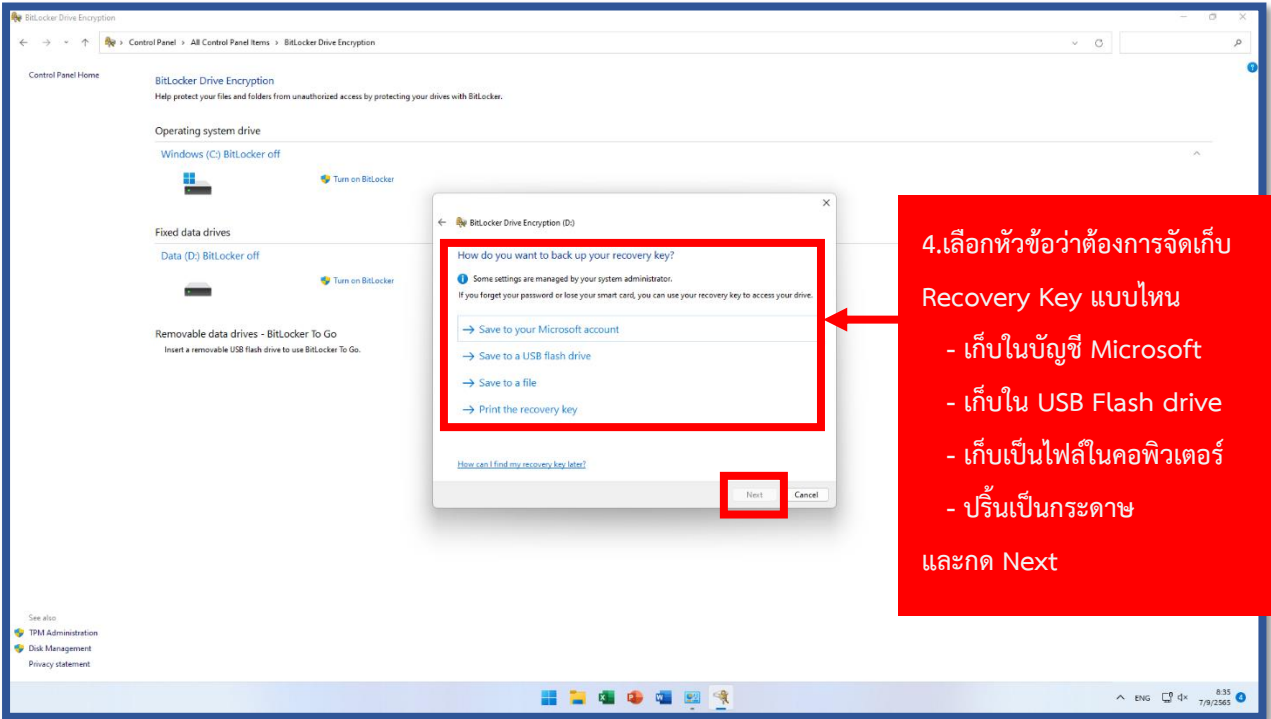 BitLocker Drive Encryption
Control Panel › All Control Panel Items › BitLocker Drive Encryption
Control Panel Home
BitLocker Drive Encryption
Help protect your files and folders from unauthorized access by protecting your drives with BitLocker.
Operating system drive
Windows (C:) BitLocker off
Turn on BitLocker
Fixed data drives
Data (D:) BitLocker off
Turn on BitLocker
Removable data drives - BitLocker To Go
Insert a removable USB flash drive to use BitLocker To Go.
BitLocker Drive Encryption (D:)
How do you want to back up your recovery key?
Some settings are managed by your system administrator.
If you forget your password or lose your smart card, you can use your recovery key to access your drive.
→ Save to your Microsoft account
→ Save to a USB flash drive
→ Save to a file
→ Print the recovery key
How can I find my recovery key later?
Next Cancel
4.เลือกหัวข้อว่าต้องการจัดเก็บ
Recovery Key แบบไหน
- เก็บในบัญชี Microsoft
- เก็บใน USB Flash drive
- เก็บเป็นไฟล์ในคอพิวเตอร์
- ปริ้นเป็นกระดาษ
และกด Next
See also
TPM Administration
Disk Management
Privacy statement
ENG 8:35
7/9/2565 4